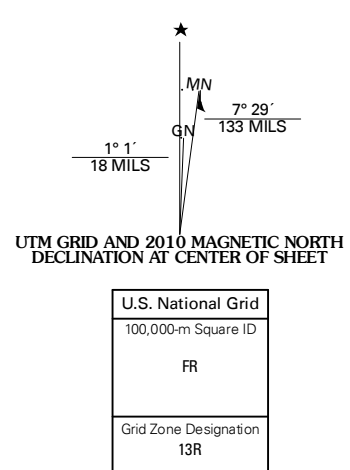 ★
MN
GN
7° 29´
133 MILS
1° 1´
18 MILS
UTM GRID AND 2010 MAGNETIC NORTH
DECLINATION AT CENTER OF SHEET
U.S. National Grid
100,000-m Square ID
FR
Grid Zone Designation
13R